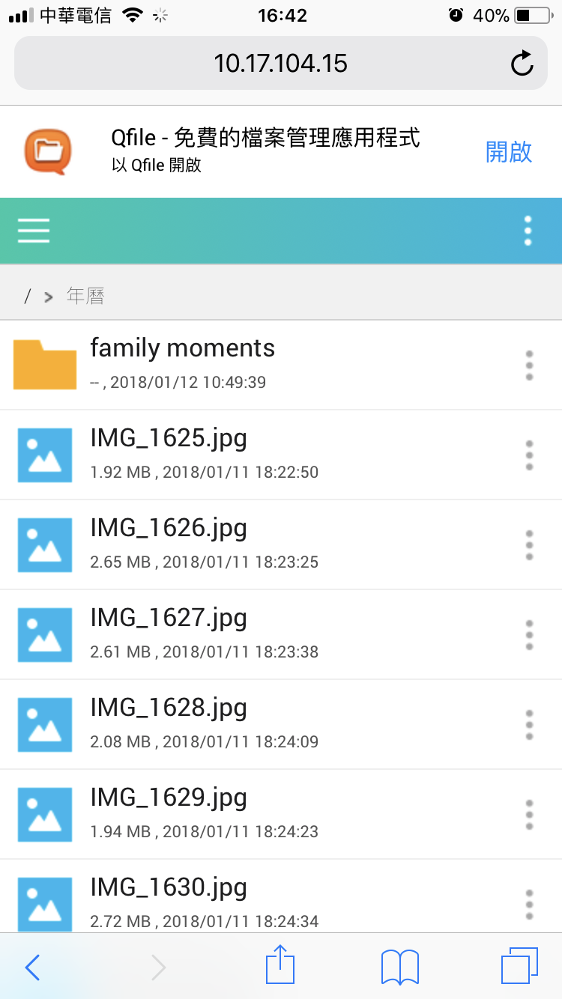 中華電信 16:42 40%
10.17.104.15
Qfile - 免費的檔案管理應用程式
以 Qfile 開啟
開啟
/ > 年曆
family moments
-- , 2018/01/12 10:49:39
IMG_1625.jpg
1.92 MB , 2018/01/11 18:22:50
IMG_1626.jpg
2.65 MB , 2018/01/11 18:23:25
IMG_1627.jpg
2.61 MB , 2018/01/11 18:23:38
IMG_1628.jpg
2.08 MB , 2018/01/11 18:24:09
IMG_1629.jpg
1.94 MB , 2018/01/11 18:24:23
IMG_1630.jpg
2.72 MB , 2018/01/11 18:24:34